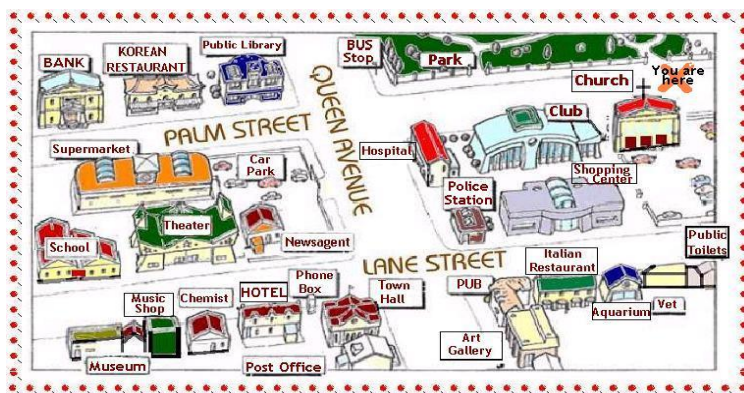 BANK
KOREAN
RESTAURANT
Public Library
BUS
Stop
Park
Church
You are
here
QUEEN AVENUE
PALM STREET
Club
Hospital
Supermarket
Car
Park
Shopping
Center
Police
Station
Theater
School
Newsagent
LANE STREET
Public
Toilets
Italian
Restaurant
Phone
Box
Music
Shop
Chemist
HOTEL
Town
Hall
PUB
Aquarium
Vet
Art
Gallery
Museum
Post Office